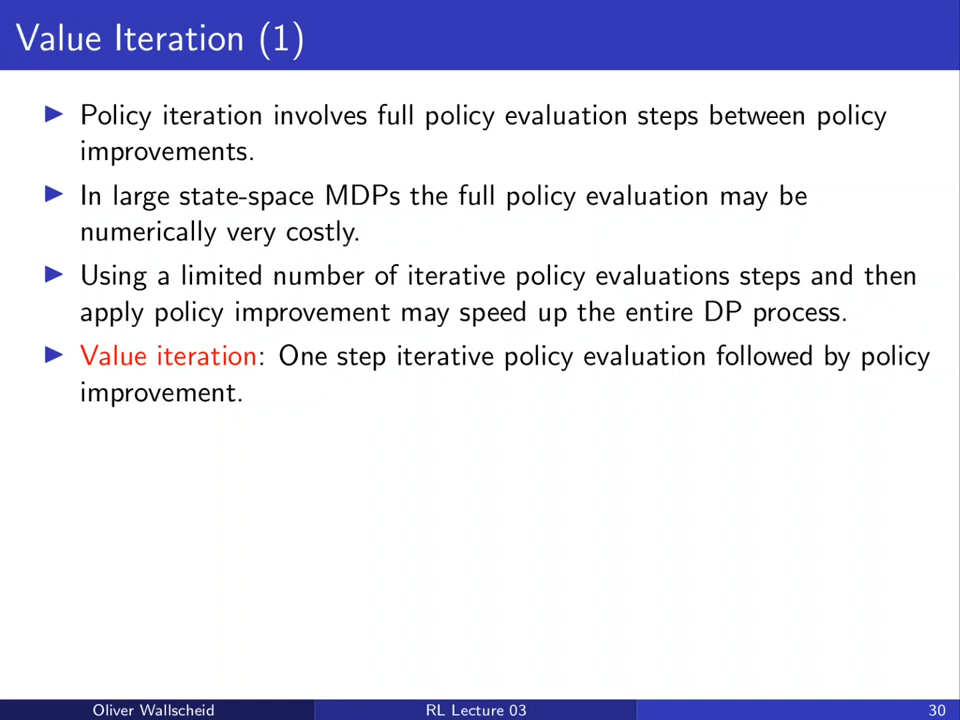 Value Iteration (1)
▶ Policy iteration involves full policy evaluation steps between policy
improvements.
▶ In large state-space MDPs the full policy evaluation may be
numerically very costly.
▶ Using a limited number of iterative policy evaluations steps and then
apply policy improvement may speed up the entire DP process.
▶ Value iteration: One step iterative policy evaluation followed by policy
improvement.
Oliver Wallscheid
RL Lecture 03
30